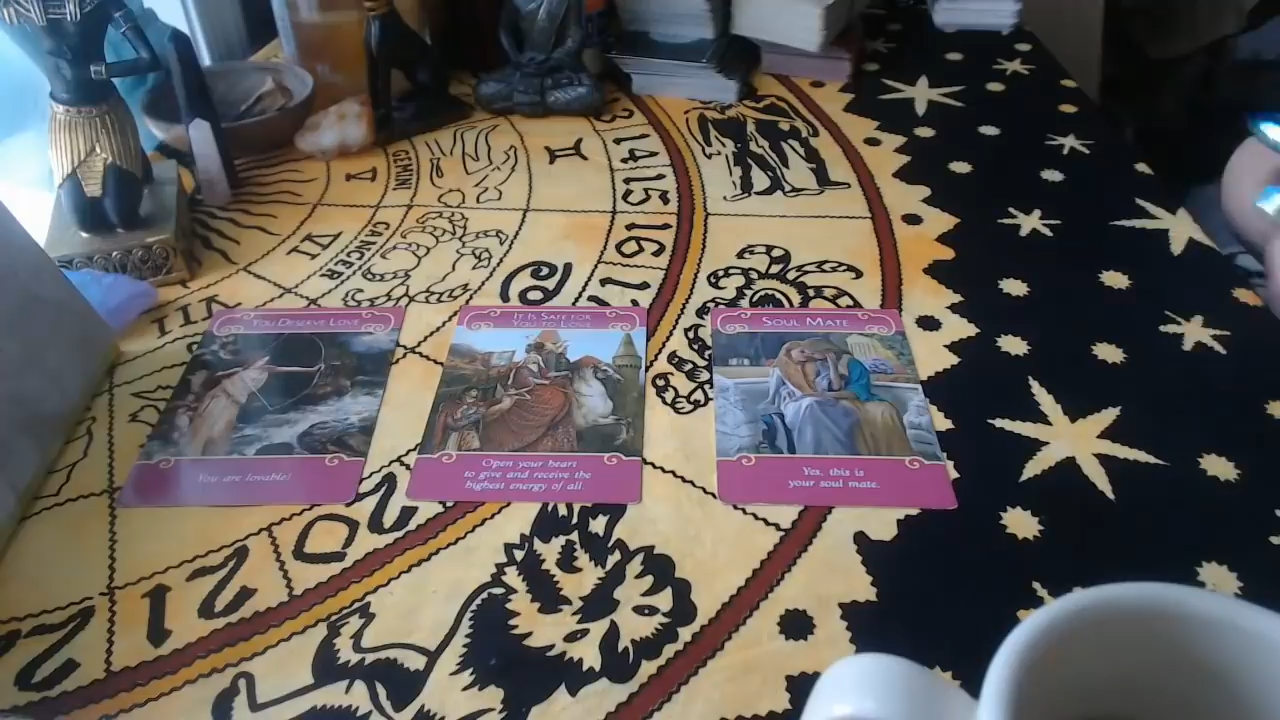 GEMINI
V
CANCER
VI
VII
14
15
16
17
20
21
22
YOU DESERVE LOVE
You are lovable!
IT IS SAFE FOR
YOU TO LOVE
Open your heart
to give and receive the
highest energy of all.
SOUL MATE
Yes, this is
your soul mate.